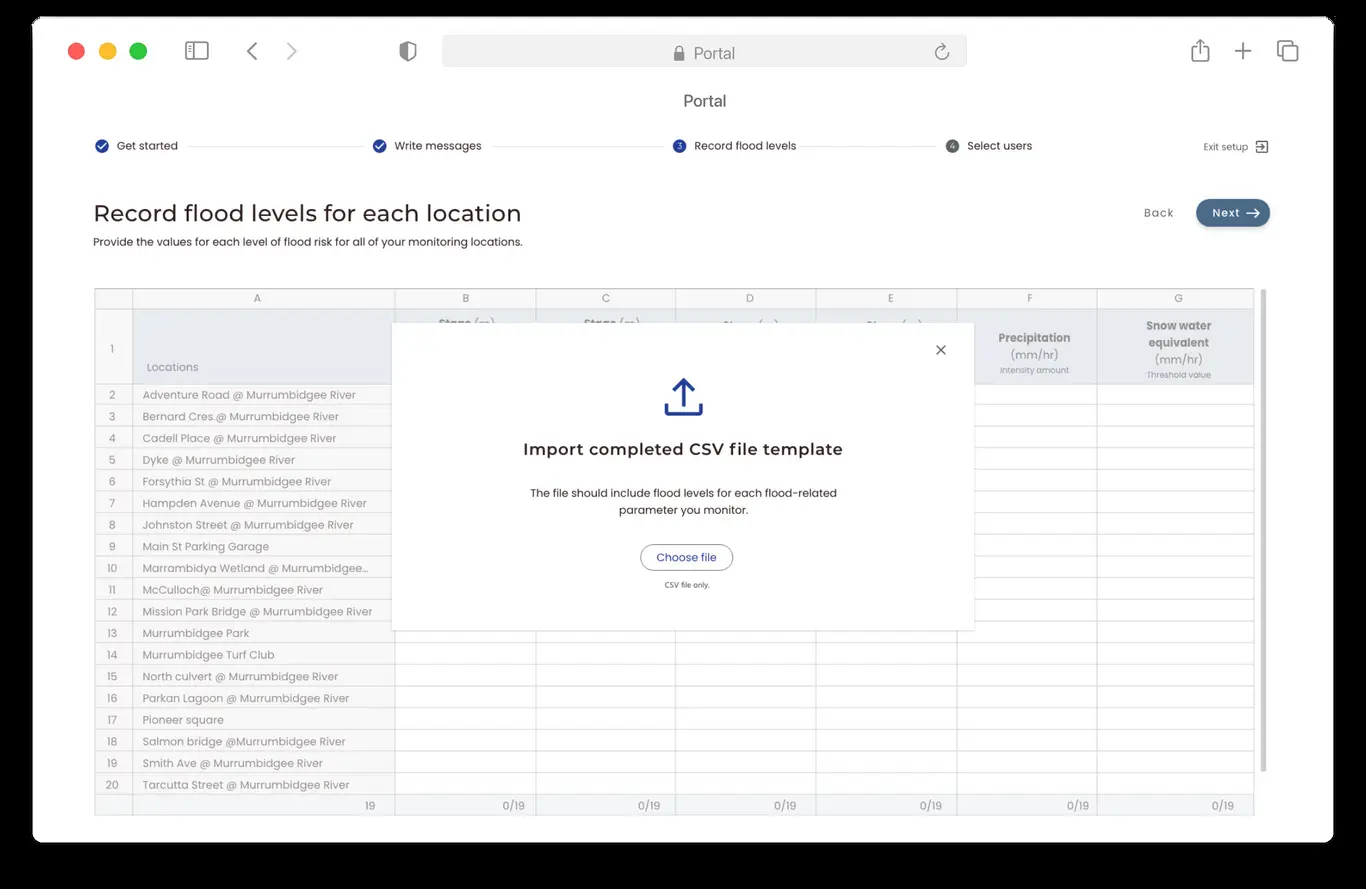 Portal
Portal
Get started
Write messages
3 Record flood levels
4 Select users
Exit setup
Record flood levels for each location
Back
Next
Provide the values for each level of flood risk for all of your monitoring locations.
A B C D E F G
1
Locations
Precipitation
(mm/hr)
Intensity amount
Snow water
equivalent
(mm/hr)
Threshold value
Import completed CSV file template
The file should include flood levels for each flood-related
parameter you monitor.
Choose file
CSV file only.
2 Adventure Road @ Murrumbidgee River
3 Bernard Cres.@ Murrumbidgee River
4 Cadell Place @ Murrumbidgee River
5 Dyke @ Murrumbidgee River
6 Forsythia St @ Murrumbidgee River
7 Hampden Avenue @ Murrumbidgee River
8 Johnston Street @ Murrumbidgee River
9 Main St Parking Garage
10 Marrambidya Wetland @ Murrumbidgee...
11 McCulloch@ Murrumbidgee River
12 Mission Park Bridge @ Murrumbidgee River
13 Murrumbidgee Park
14 Murrumbidgee Turf Club
15 North culvert @ Murrumbidgee River
16 Parkan Lagoon @ Murrumbidgee River
17 Pioneer square
18 Salmon bridge @Murrumbidgee River
19 Smith Ave @ Murrumbidgee River
20 Tarcutta Street @ Murrumbidgee River
19 0/19 0/19 0/19 0/19 0/19 0/19